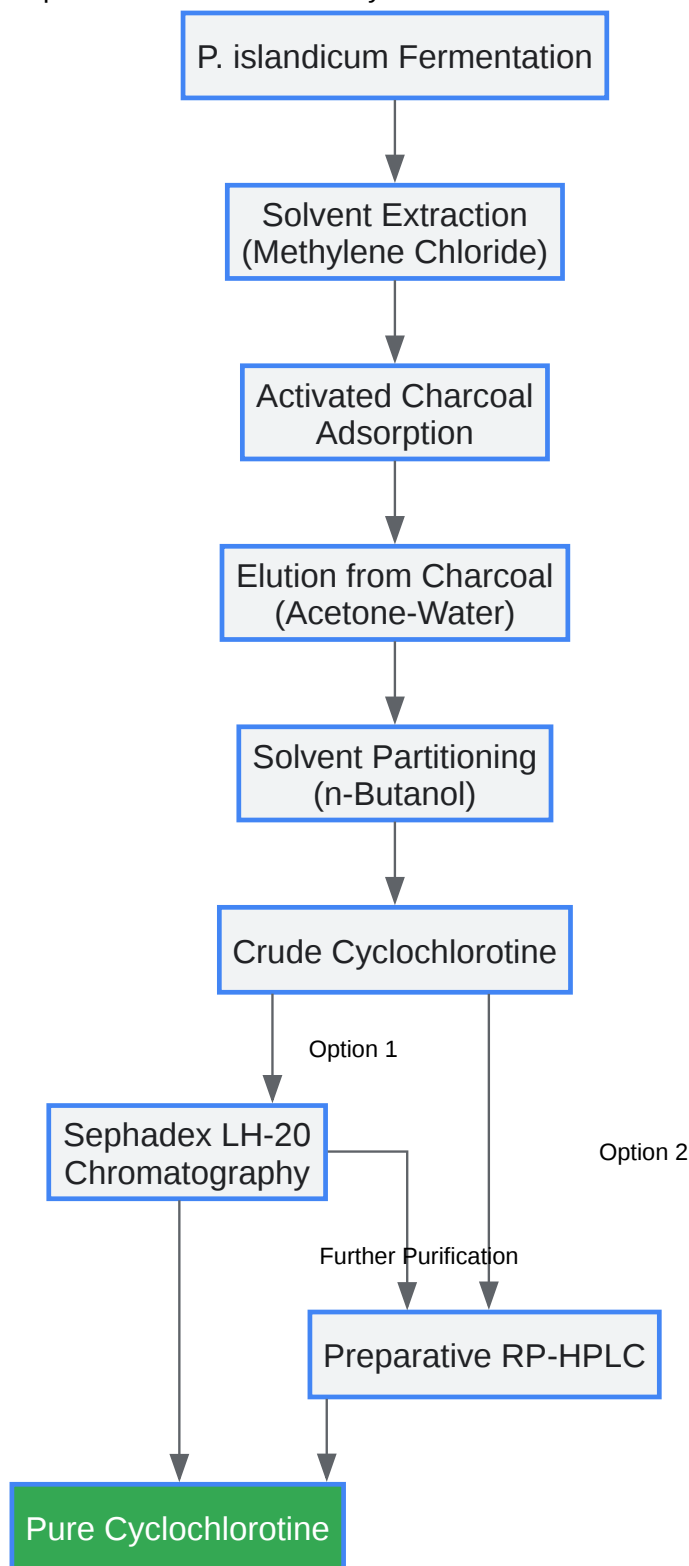 P. islandicum Fermentation
Solvent Extraction
(Methylene Chloride)
Activated Charcoal
Adsorption
Elution from Charcoal
(Acetone-Water)
Solvent Partitioning
(n-Butanol)
Crude Cyclochlorotine
Option 1
Sephadex LH-20
Chromatography
Option 2
Further Purification
Preparative RP-HPLC
Pure Cyclochlorotine